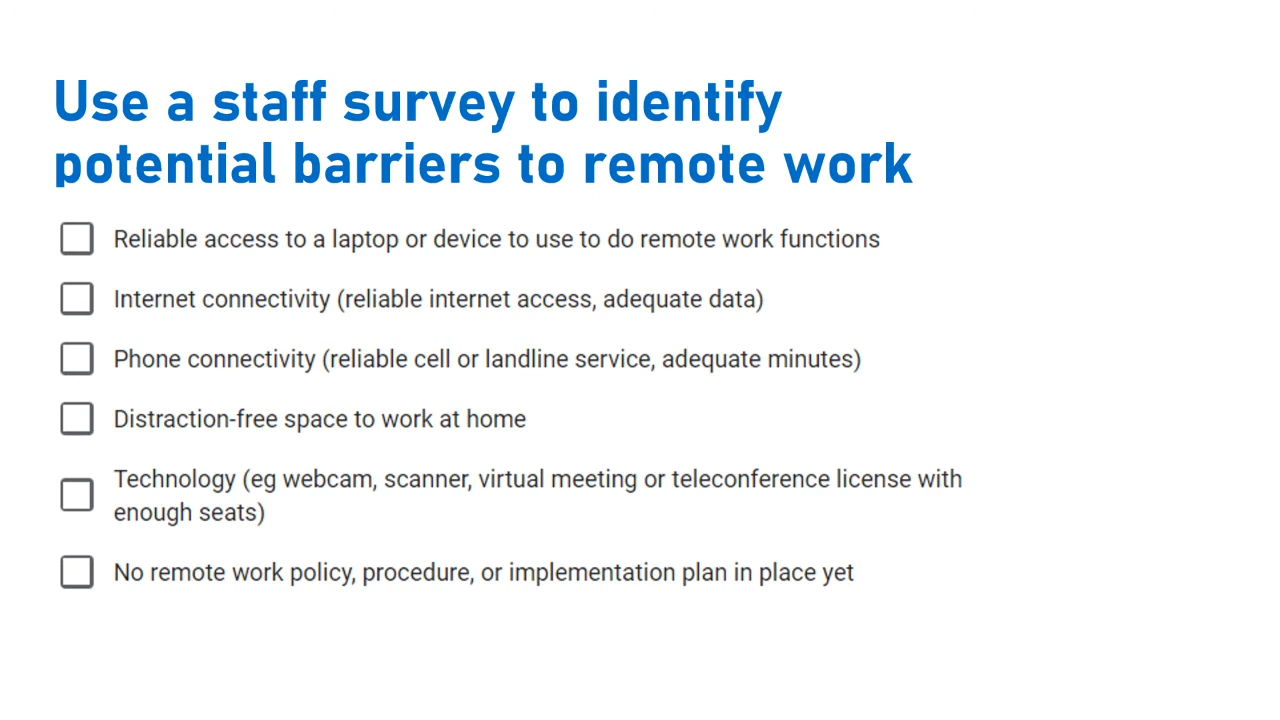 Use a staff survey to identify
potential barriers to remote work
Reliable access to a laptop or device to use to do remote work functions
Internet connectivity (reliable internet access, adequate data)
Phone connectivity (reliable cell or landline service, adequate minutes)
Distraction-free space to work at home
Technology (eg webcam, scanner, virtual meeting or teleconference license with
enough seats)
No remote work policy, procedure, or implementation plan in place yet